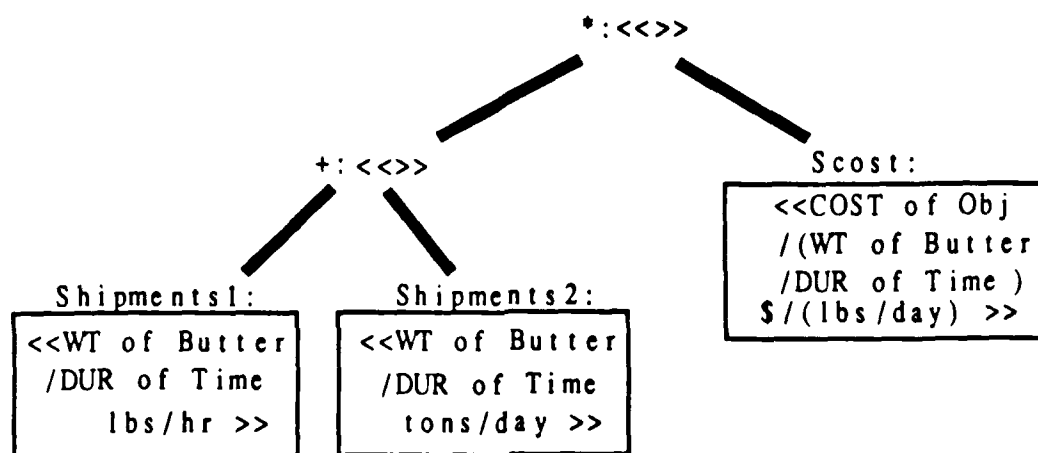 *:<<>>
+:<<>>
Scost:
<<COST of Obj
/(WT of Butter
/DUR of Time )
$/(lbs/day) >>
Shipments1:
<<WT of Butter
/DUR of Time
lbs/hr >>
Shipments2:
<<WT of Butter
/DUR of Time
tons/day >>